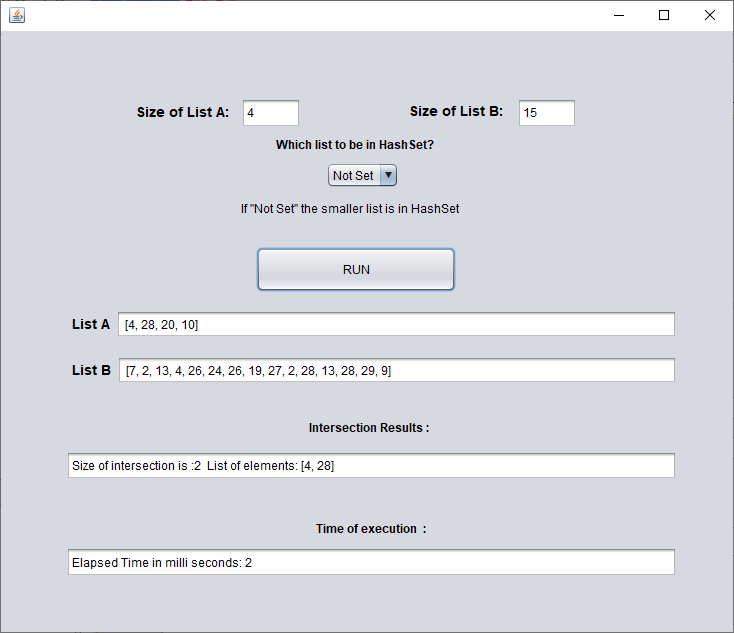 Size of List A: 4 Size of List B: 15
Which list to be in HashSet?
Not Set
If "Not Set" the smaller list is in HashSet
RUN
List A [4, 28, 20, 10]
List B [7, 2, 13, 4, 26, 24, 26, 19, 27, 2, 28, 13, 28, 29, 9]
Intersection Results :
Size of intersection is :2 List of elements: [4, 28]
Time of execution :
Elapsed Time in milli seconds: 2